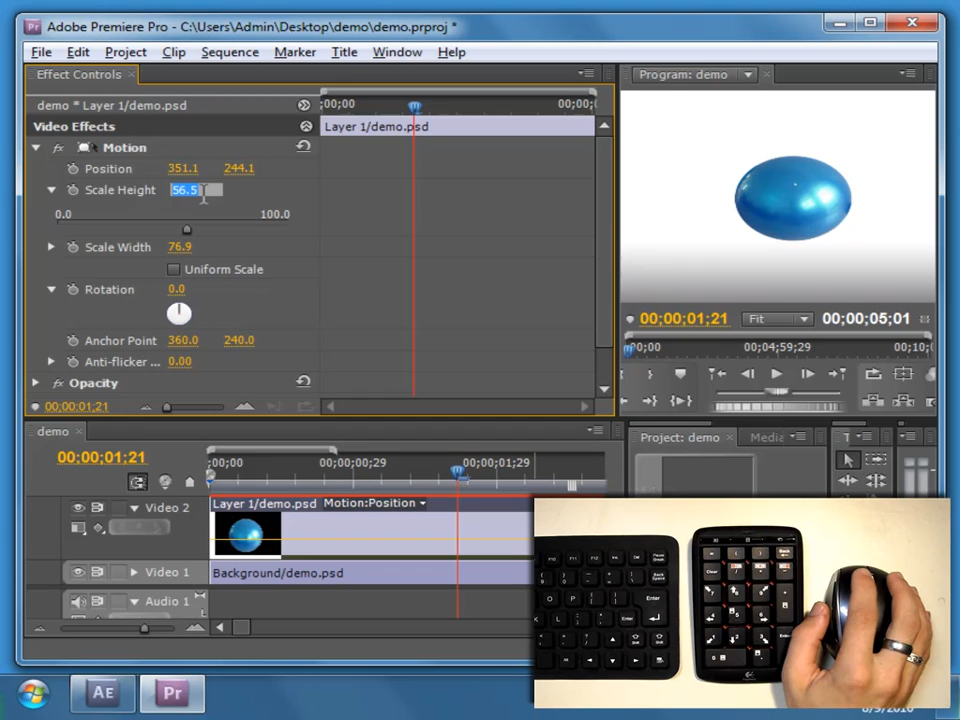 Pr Adobe Premiere Pro - C:\Users\Admin\Desktop\demo\demo.prproj *
File Edit Project Clip Sequence Marker Title Window Help
Effect Controls ×
demo * Layer 1/demo.psd
Video Effects
fx Motion
Position 351.1 244.1
Scale Height 56.5
0.0 100.0
Scale Width 76.9
Uniform Scale
Rotation 0.0
Anchor Point 360.0 240.0
Anti-flicker ... 0.00
fx Opacity
00;00;01;21
;00;00 00;00;
Layer 1/demo.psd
Program: demo ×
00;00;01;21 Fit 00;00;05;01
00;00 00;04;59;29 00;10;
demo ×
00;00;01;21
;00;00 00;00;00;29 00;00;01;29
Video 2
Layer 1/demo.psd Motion:Position
Video 1
Background/demo.psd
Audio 1
Project: demo × Media
T
AE Pr
8/9/2010